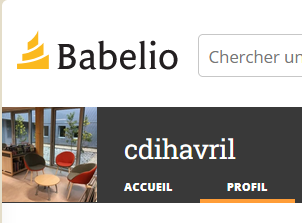 Babelio
Chercher un
cdihavril
ACCUEIL
PROFIL